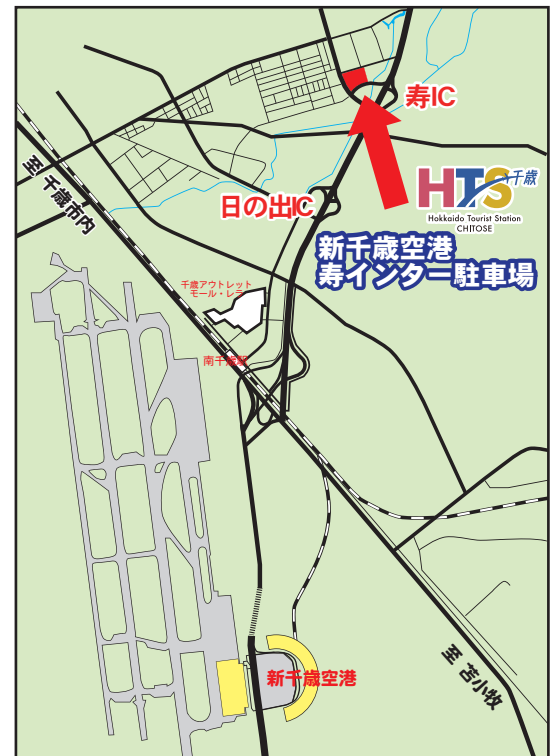 寿IC
HTS千歳
Hokkaido Tourist Station
CHITOSE
至 千歳市内
日の出IC
新千歳空港
寿インター駐車場
千歳アウトレット
モール・レラ
南千歳駅
新千歳空港
至 苫小牧